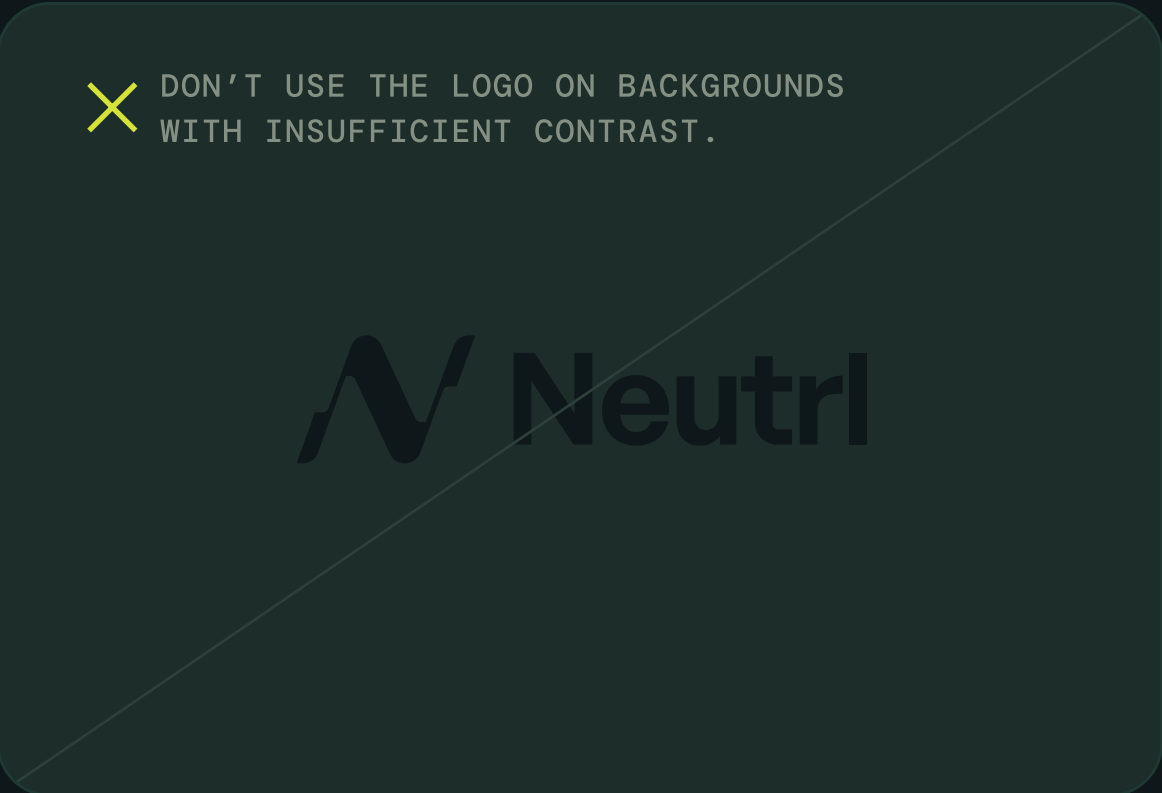 DON’T USE THE LOGO ON BACKGROUNDS
WITH INSUFFICIENT CONTRAST.
Neutrl